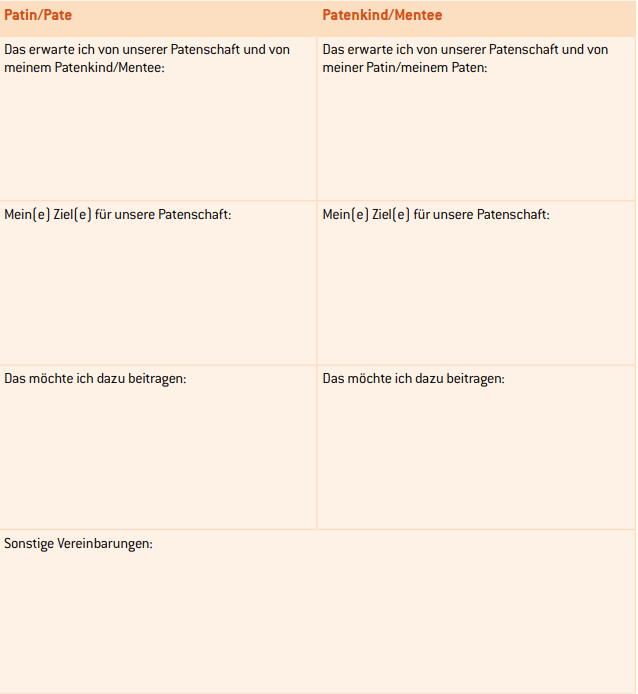 Patin/Pate
Patenkind/Mentee
Das erwarte ich von unserer Patenschaft und von
meinem Patenkind/Mentee:
Das erwarte ich von unserer Patenschaft und von
meiner Patin/meinem Paten:
Mein(e) Ziel(e) für unsere Patenschaft:
Mein(e) Ziel(e) für unsere Patenschaft:
Das möchte ich dazu beitragen:
Das möchte ich dazu beitragen:
Sonstige Vereinbarungen: